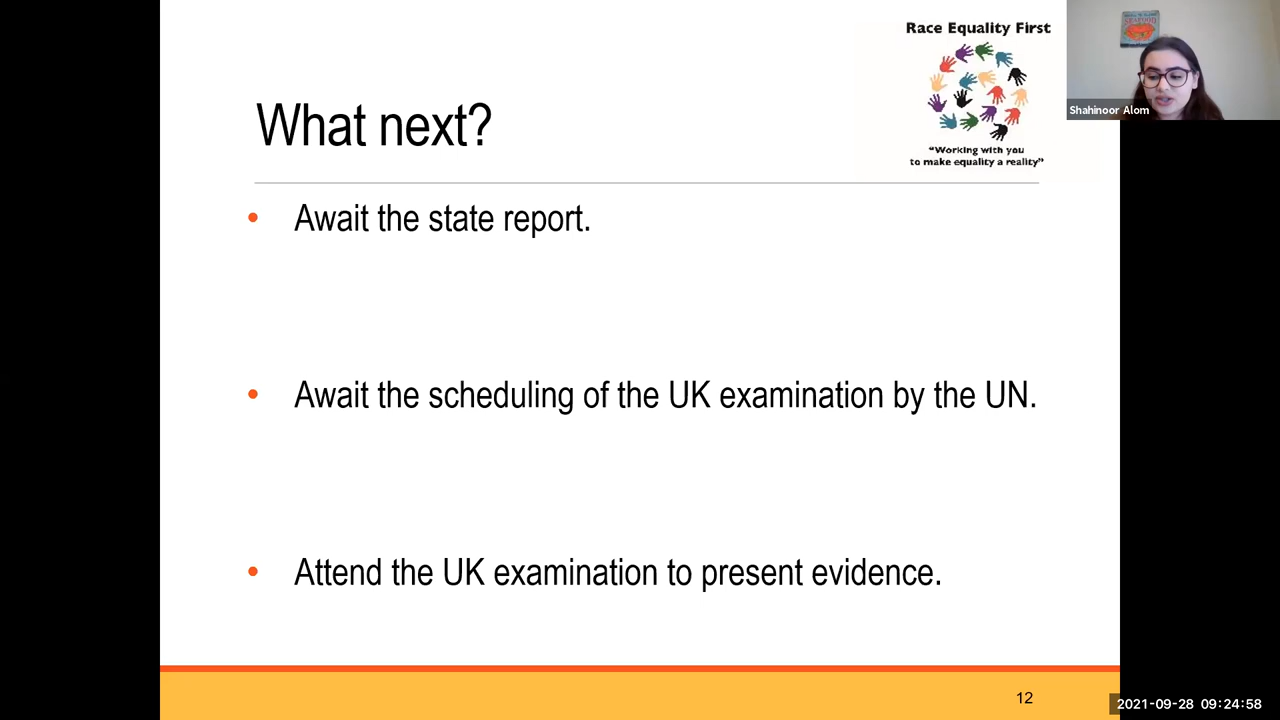 Race Equality First
Shahinoor Alom
What next?
“Working with you
to make equality a reality”
• Await the state report.
• Await the scheduling of the UK examination by the UN.
• Attend the UK examination to present evidence.
12
2021-09-28 09:24:58